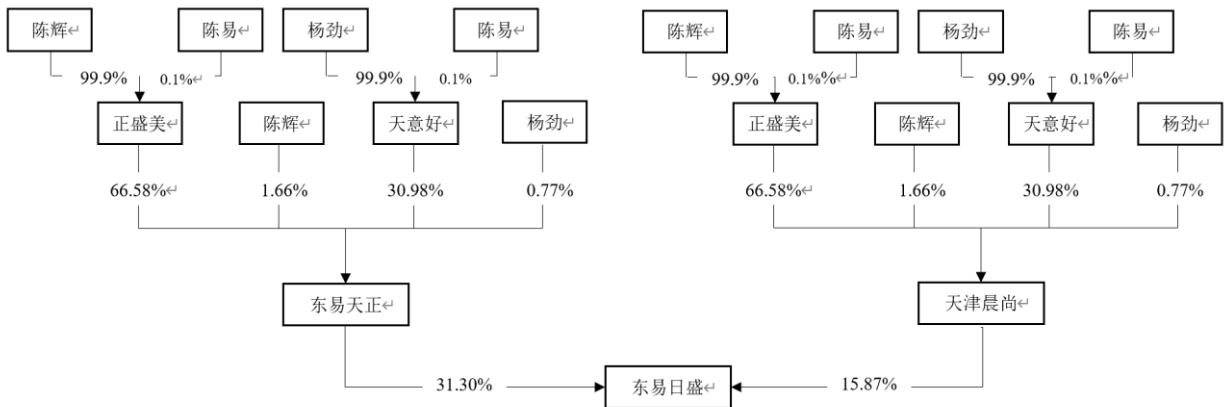 陈辉 陈易 杨劲 陈易 陈辉 陈易 杨劲 陈易
99.9% 0.1% 99.9% 0.1% 99.9% 0.1%% 99.9% 0.1%%
正盛美 陈辉 天意好 杨劲 正盛美 陈辉 天意好 杨劲
66.58% 1.66% 30.98% 0.77% 66.58% 1.66% 30.98% 0.77%
东易天正 天津晨尚
31.30% 东易日盛 15.87%